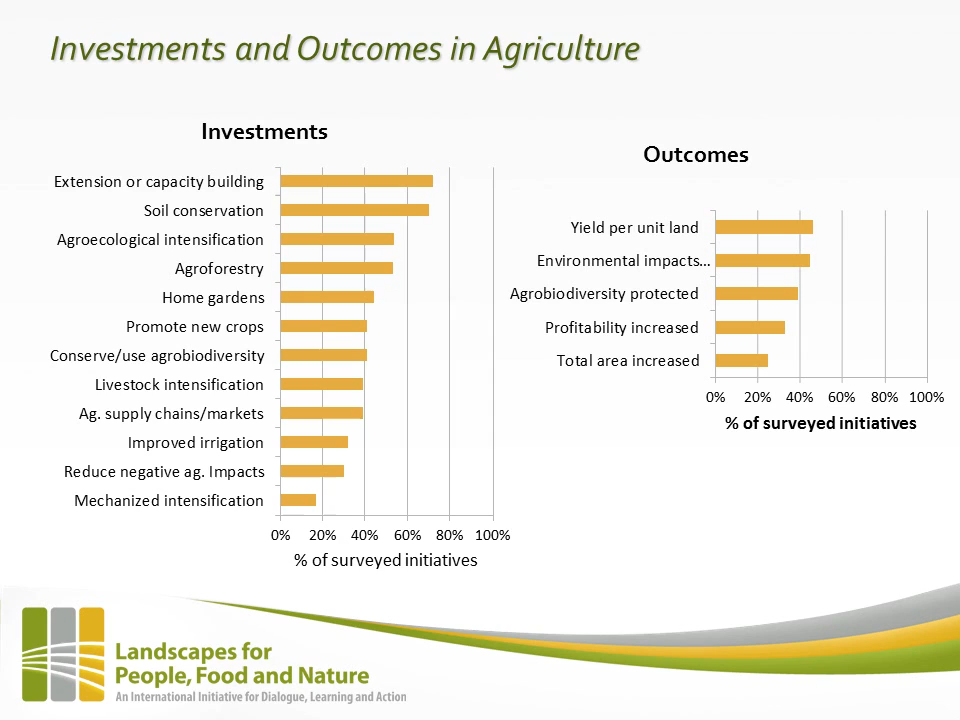 Investments and Outcomes in Agriculture
Investments
Extension or capacity building
Soil conservation
Agroecological intensification
Agroforestry
Home gardens
Promote new crops
Conserve/use agrobiodiversity
Livestock intensification
Ag. supply chains/markets
Improved irrigation
Reduce negative ag. Impacts
Mechanized intensification
0% 20% 40% 60% 80% 100%
% of surveyed initiatives
Outcomes
Yield per unit land
Environmental impacts...
Agrobiodiversity protected
Profitability increased
Total area increased
0% 20% 40% 60% 80% 100%
% of surveyed initiatives
Landscapes for
People, Food and Nature
An International Initiative for Dialogue, Learning and Action